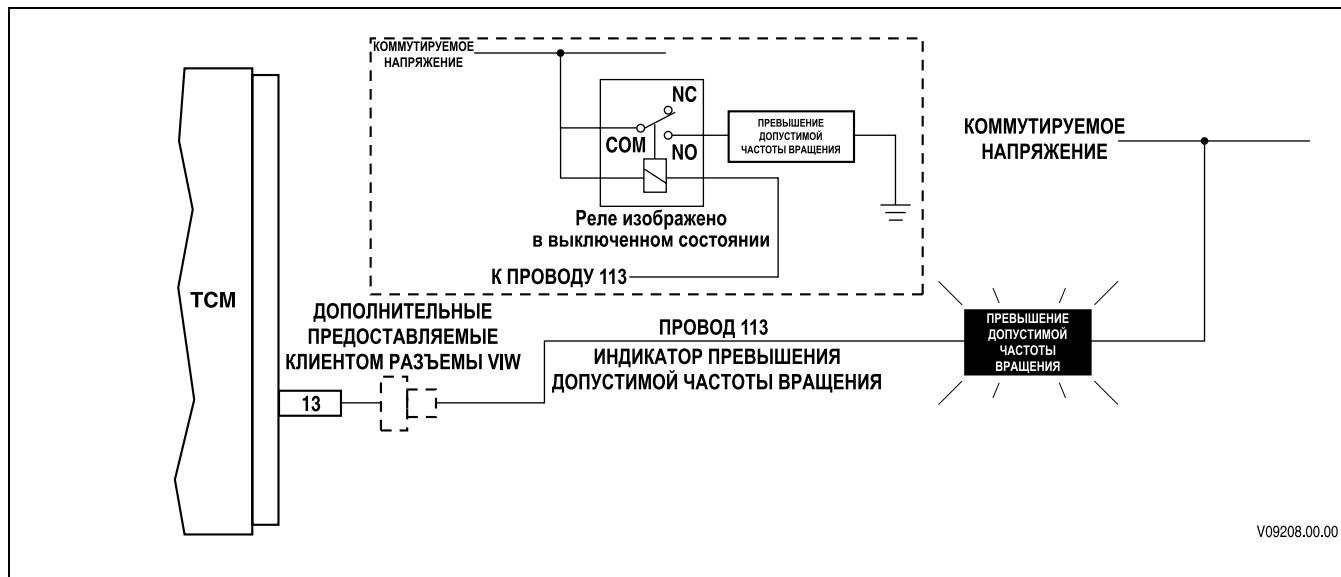 КОММУТИРУЕМОЕ
НАПРЯЖЕНИЕ
NC
COM
NO
ПРЕВЫШЕНИЕ
ДОПУСТИМОЙ
ЧАСТОТЫ ВРАЩЕНИЯ
Реле изображено
в выключенном состоянии
К ПРОВОДУ 113
КОММУТИРУЕМОЕ
НАПРЯЖЕНИЕ
TCM
ДОПОЛНИТЕЛЬНЫЕ
ПРЕДОСТАВЛЯЕМЫЕ
КЛИЕНТОМ РАЗЪЕМЫ VIW
13
ПРОВОД 113
ИНДИКАТОР ПРЕВЫШЕНИЯ
ДОПУСТИМОЙ ЧАСТОТЫ ВРАЩЕНИЯ
ПРЕВЫШЕНИЕ
ДОПУСТИМОЙ
ЧАСТОТЫ
ВРАЩЕНИЯ
V09208.00.00